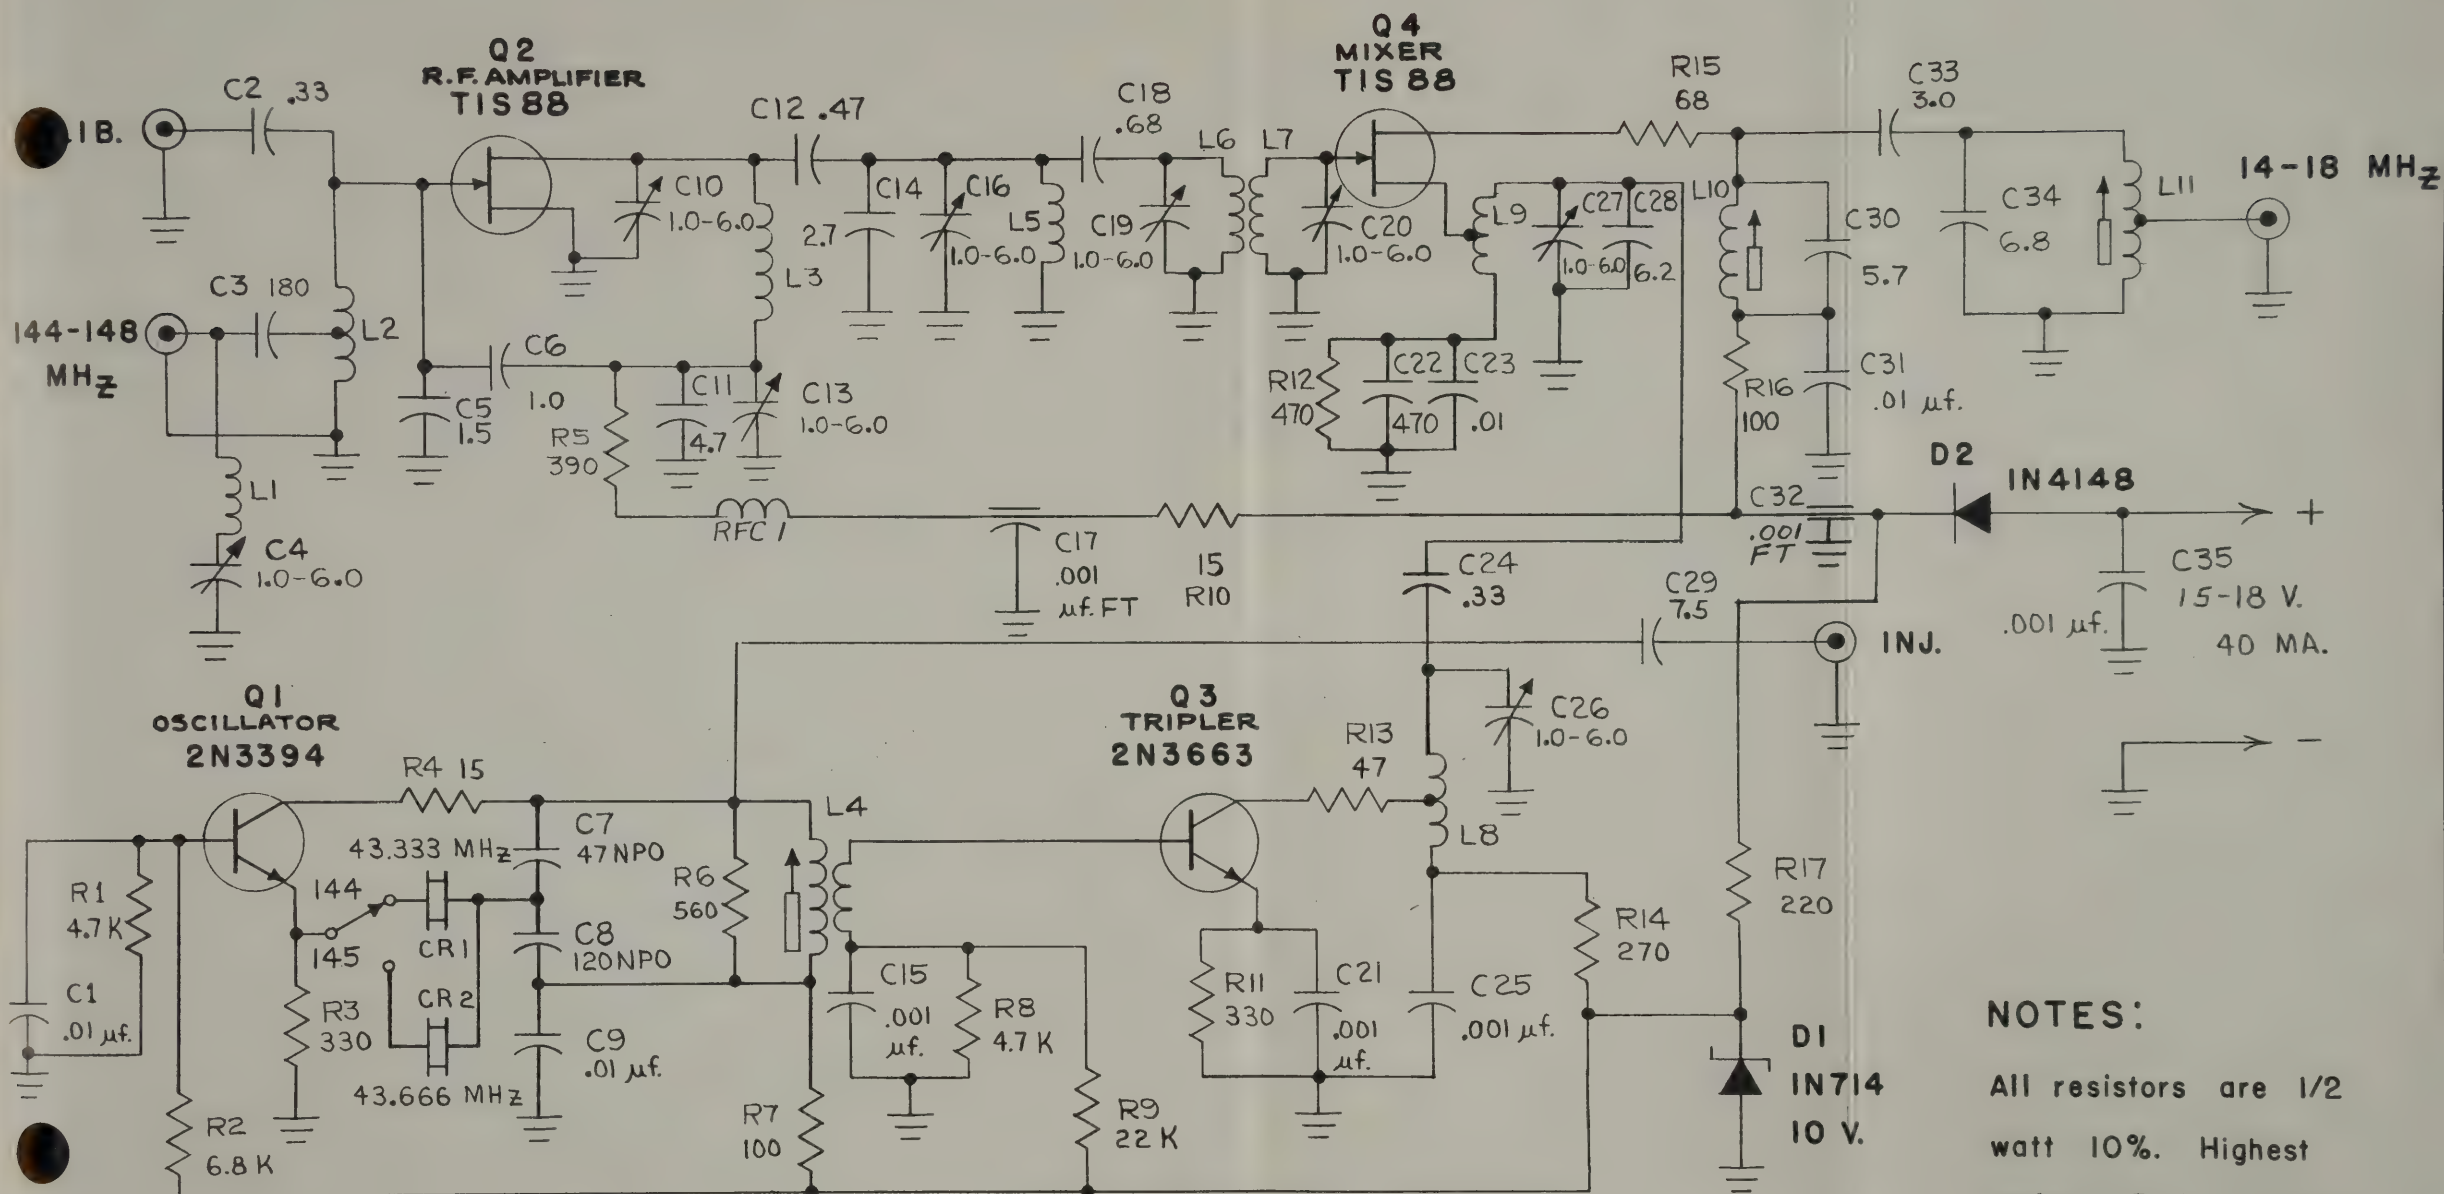 Q2
R.F. AMPLIFIER
TIS88
Q4
MIXER
TIS 88
C2 .33
IB.
C12 .47
C18
.68
L6
L7
R15
68
C33
3.0
14-18 MHz
C10
1.0-6.0
C14
2.7
C16
1.0-6.0
L5
C19
1.0-6.0
C20
1.0-6.0
L9
C27
1.0-6.0
C28
6.2
L10
C30
5.7
C34
6.8
L11
L3
C3 180
144-148
MHz
L2
C6
1.0
C5
1.5
R5
390
C11
4.7
C13
1.0-6.0
R12
470
C22
470
C23
.01
R16
100
C31
.01 µf.
D2
1N4148
L1
C4
1.0-6.0
RFC 1
C17
.001
µf. FT
15
R10
C32
.001
FT
+
C24
.33
C29
7.5
C35
.001 µf.
15-18 V.
40 MA.
INJ.
-
Q1
OSCILLATOR
2N3394
Q3
TRIPLER
2N3663
C26
1.0-6.0
R4 15
R13
47
L4
L8
43.333 MHz
C7
47 NPO
144
145
R1
4.7 K
CR1
R6
560
C8
120 NPO
R17
220
R14
270
C1
.01 µf.
R3
330
CR2
43.666 MHz
C9
.01 µf.
C15
.001
µf.
R8
4.7 K
R11
330
C21
.001
µf.
C25
.001 µf.
D1
1N714
10 V.
R2
6.8 K
R7
100
R9
22 K
NOTES:
All resistors are 1/2
watt 10%. Highest